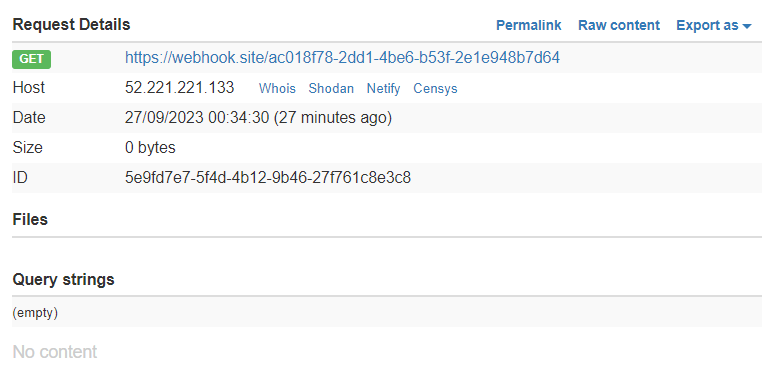 Request Details Permalink Raw content Export as
GET https://webhook.site/ac018f78-2dd1-4be6-b53f-2e1e948b7d64
Host 52.221.221.133 Whois Shodan Netify Censys
Date 27/09/2023 00:34:30 (27 minutes ago)
Size 0 bytes
ID 5e9fd7e7-5f4d-4b12-9b46-27f761c8e3c8
Files
Query strings
(empty)
No content